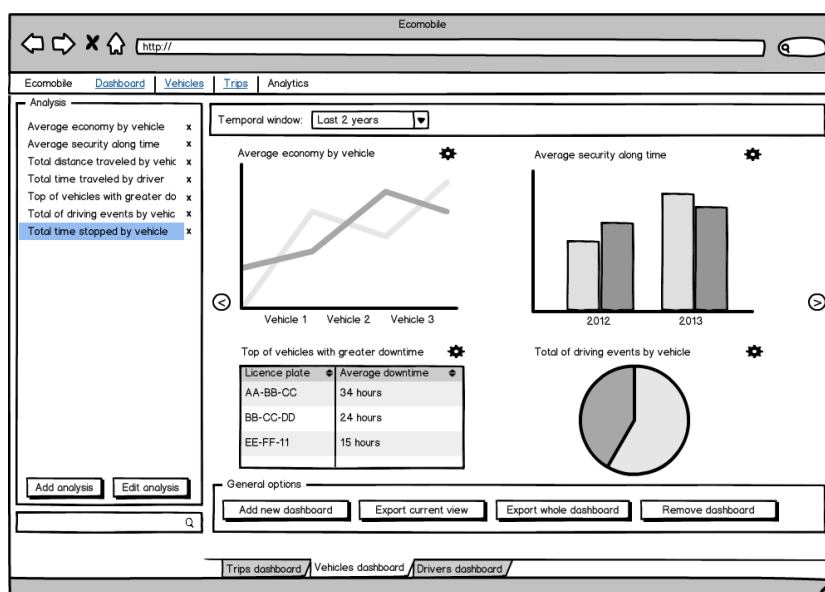 Ecomobile
http://
Ecomobile Dashboard Vehicles Trips Analytics
Analysis
Average economy by vehicle x
Average security along time x
Total distance traveled by vehic x
Total time traveled by driver x
Top of vehicles with greater do x
Total of driving events by vehic x
Total time stopped by vehicle x
Add analysis Edit analysis
Temporal window: Last 2 years
Average economy by vehicle
Vehicle 1 Vehicle 2 Vehicle 3
Average security along time
2012 2013
Top of vehicles with greater downtime
Licence plate Average downtime
AA-BB-CC 34 hours
BB-CC-DD 24 hours
EE-FF-11 15 hours
Total of driving events by vehicle
General options
Add new dashboard Export current view Export whole dashboard Remove dashboard
Trips dashboard Vehicles dashboard Drivers dashboard